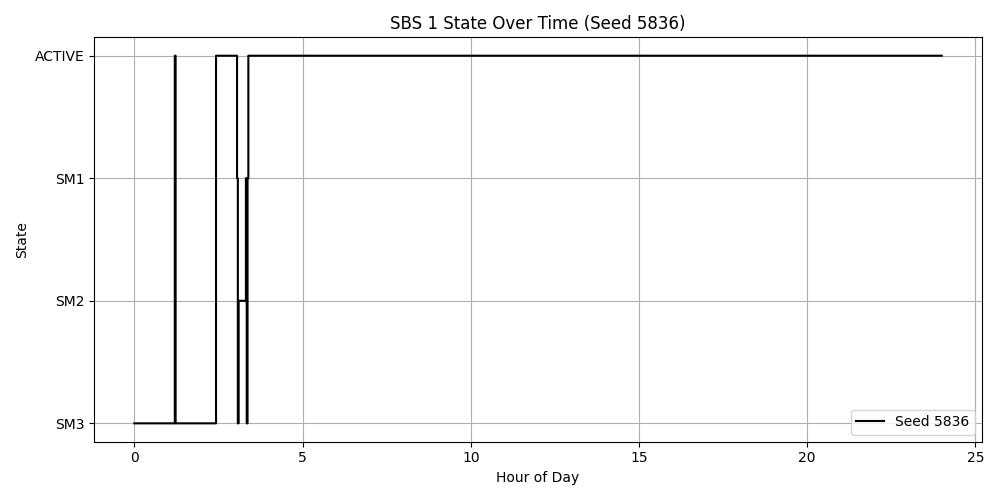 SBS 1 State Over Time (Seed 5836)
ACTIVE
SM1
SM2
SM3
State
0 5 10 15 20 25
Hour of Day
Seed 5836